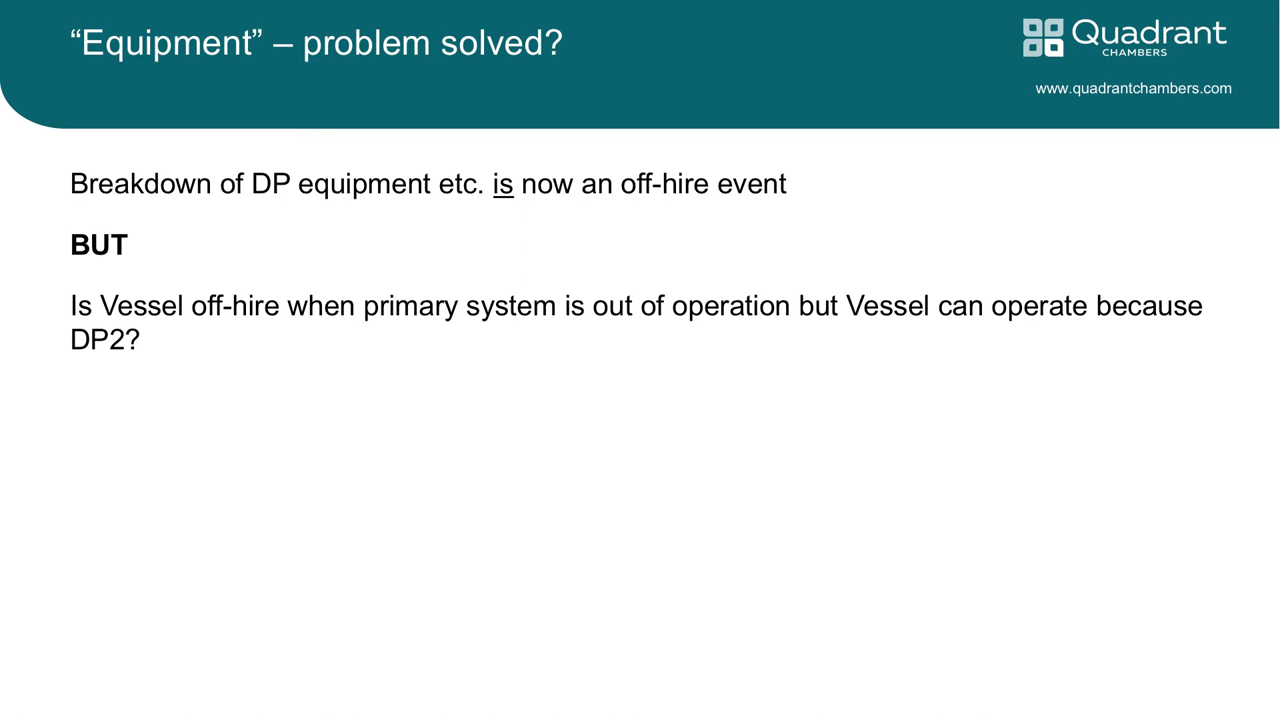 “Equipment” – problem solved?
Quadrant
CHAMBERS
www.quadrantchambers.com
Breakdown of DP equipment etc. is now an off-hire event
BUT
Is Vessel off-hire when primary system is out of operation but Vessel can operate because
DP2?